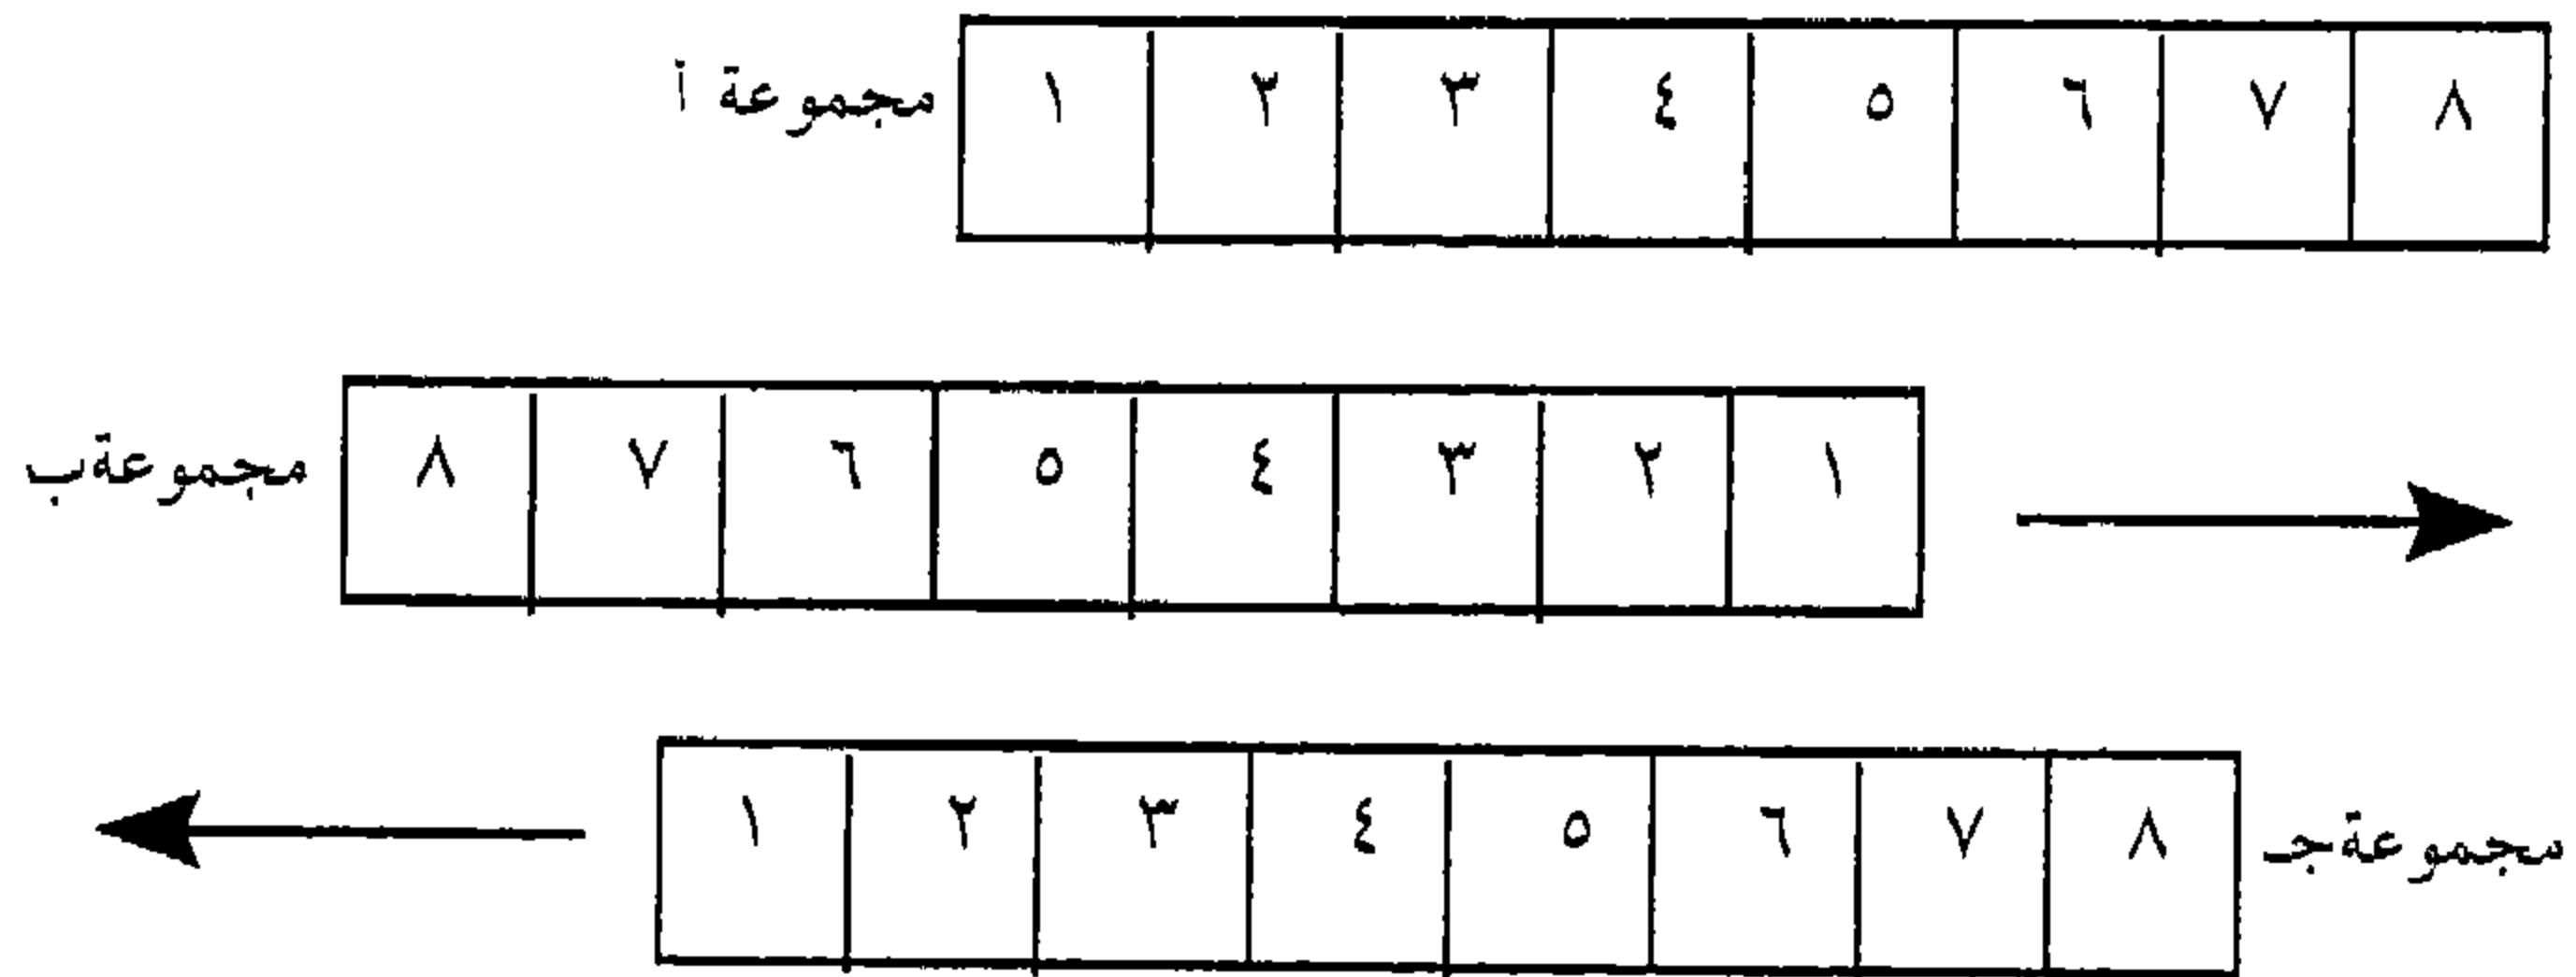 مجموعة أ ١ ٢ ٣ ٤ ٥ ٦ ٧ ٨
مجموعة ب ٨ ٧ ٦ ٥ ٤ ٣ ٢ ١
١ ٢ ٣ ٤ ٥ ٦ ٧ ٨ مجموعة جـ